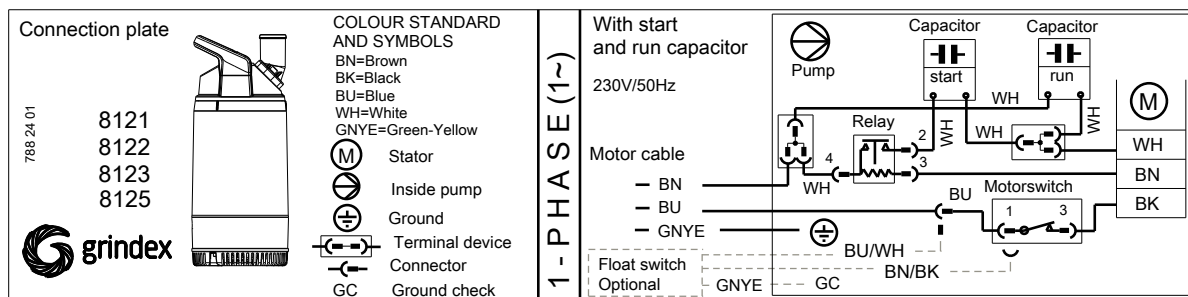 Connection plate
788 24 01
8121
8122
8123
8125
grindex
COLOUR STANDARD
AND SYMBOLS
BN=Brown
BK=Black
BU=Blue
WH=White
GNYE=Green-Yellow
M Stator
Inside pump
Ground
Terminal device
Connector
GC Ground check
1-PHASE (1~)
With start
and run capacitor
230V/50Hz
Pump
Capacitor
start
Capacitor
run
WH
WH
WH
WH
M
WH
BN
BK
Relay
2
3
4
WH
Motor cable
BN
BU
GNYE
BU
Motorswitch
1 3
BU/WH
BN/BK
Float switch
Optional
GNYE
GC